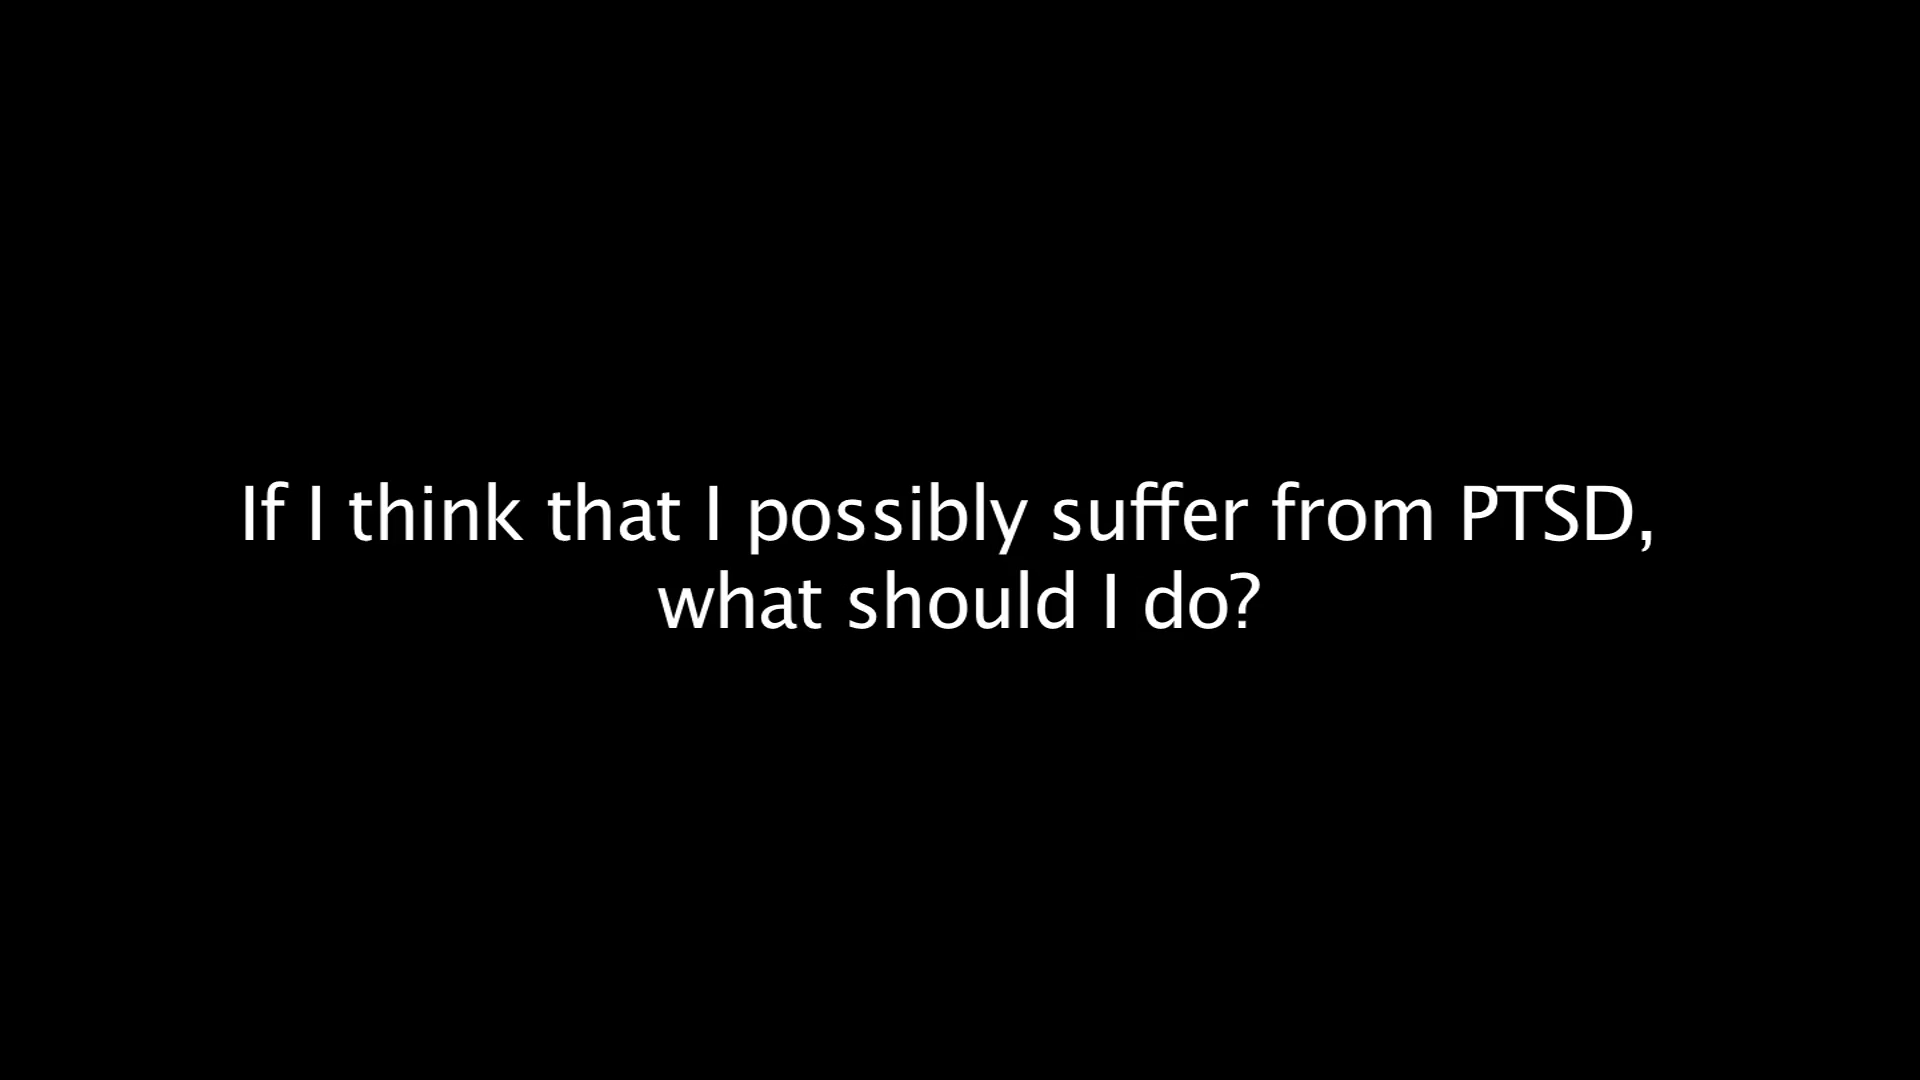 If I think that I possibly suffer from PTSD,
what should I do?